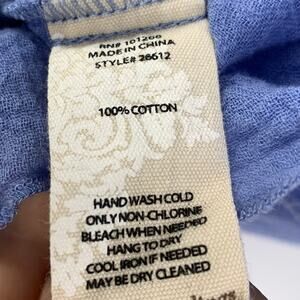 RN# 101266
MADE IN CHINA
STYLE# 26612
100% COTTON
HAND WASH COLD
ONLY NON-CHLORINE
BLEACH WHEN NEEDED
HANG TO DRY
COOL IRON IF NEEDED
MAY BE DRY CLEANED